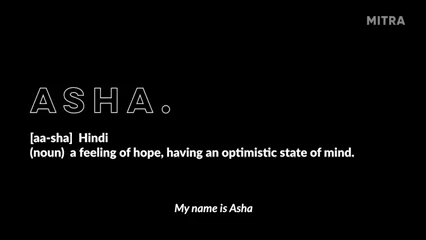 MITRA
ASHA.
[aa-sha] Hindi
(noun) a feeling of hope, having an optimistic state of mind.
My name is Asha